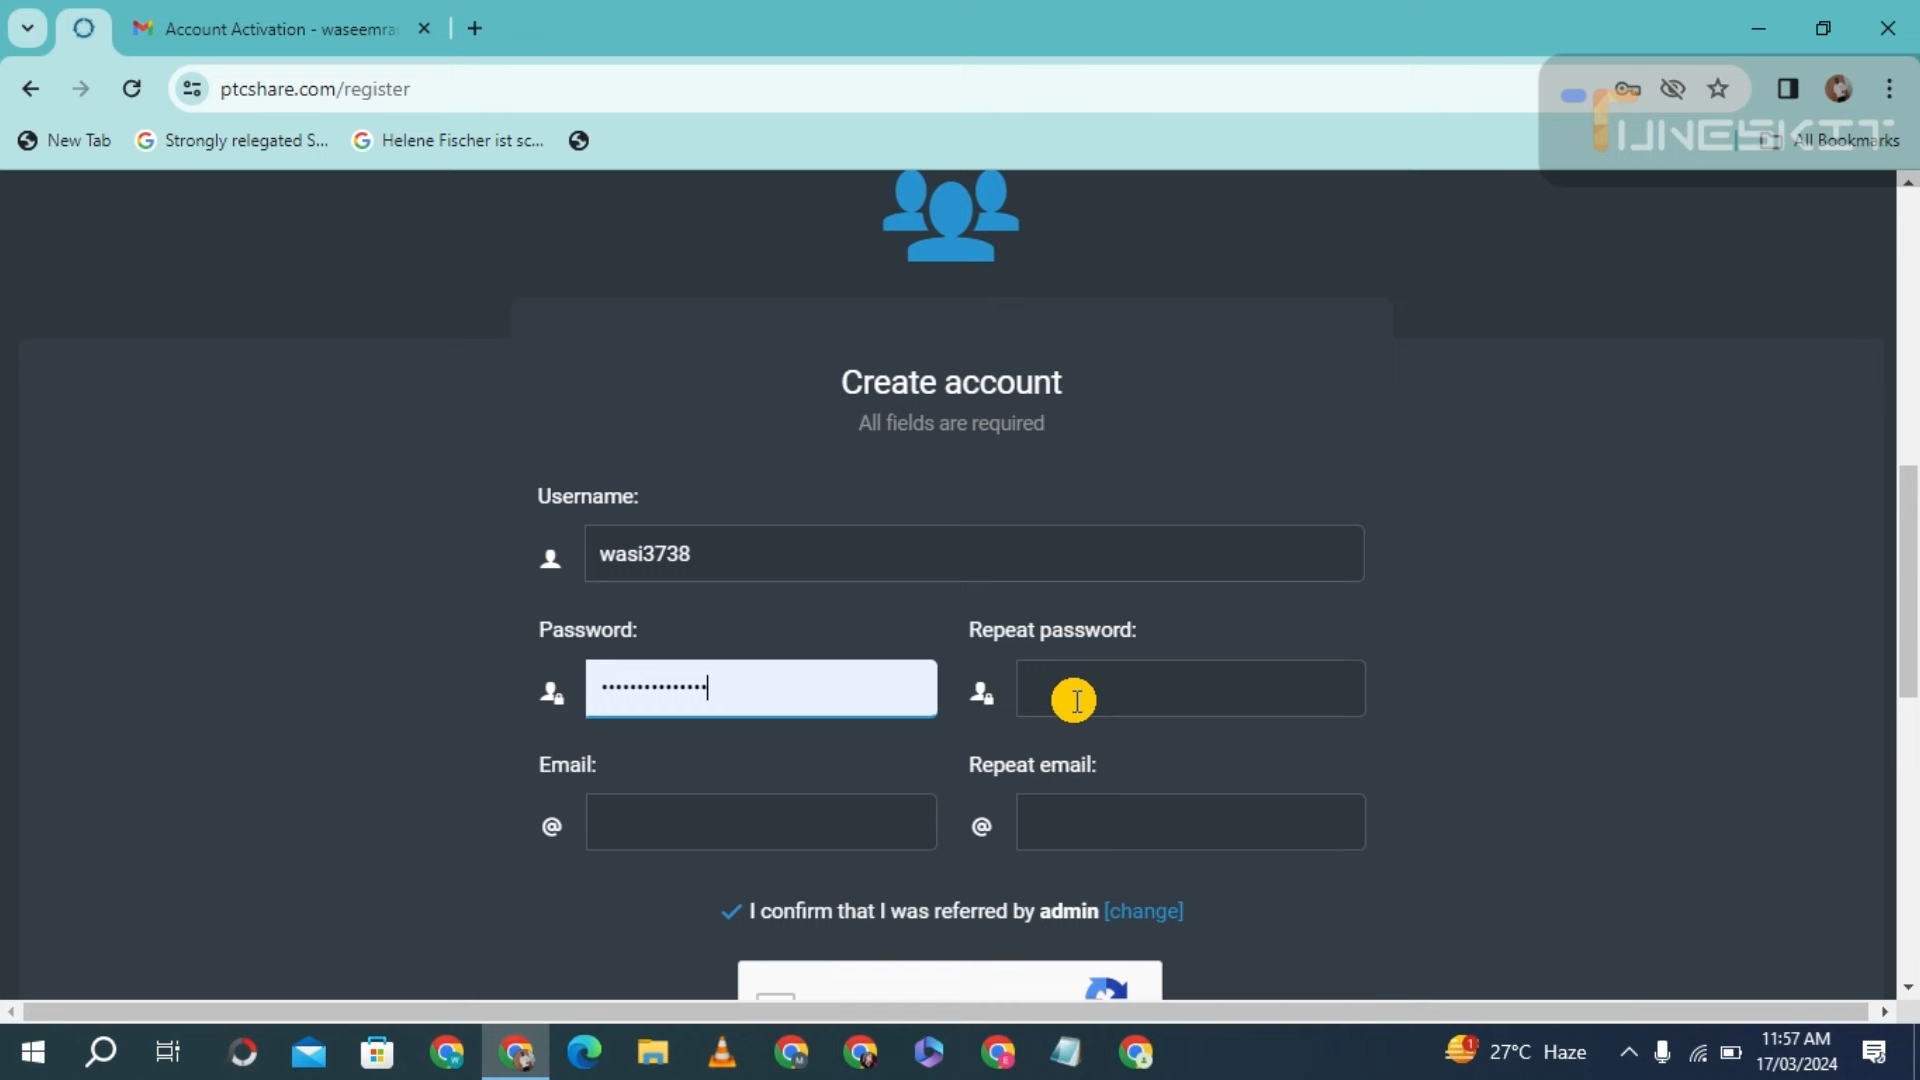 Account Activation - waseemra
ptcshare.com/register
New Tab
Strongly relegated S...
Helene Fischer ist sc...
All Bookmarks
TUNESKIT
Create account
All fields are required
Username:
wasi3738
Password:
Repeat password:
Email:
Repeat email:
@
@
I confirm that I was referred by admin [change]
27°C Haze
1
11:57 AM
17/03/2024